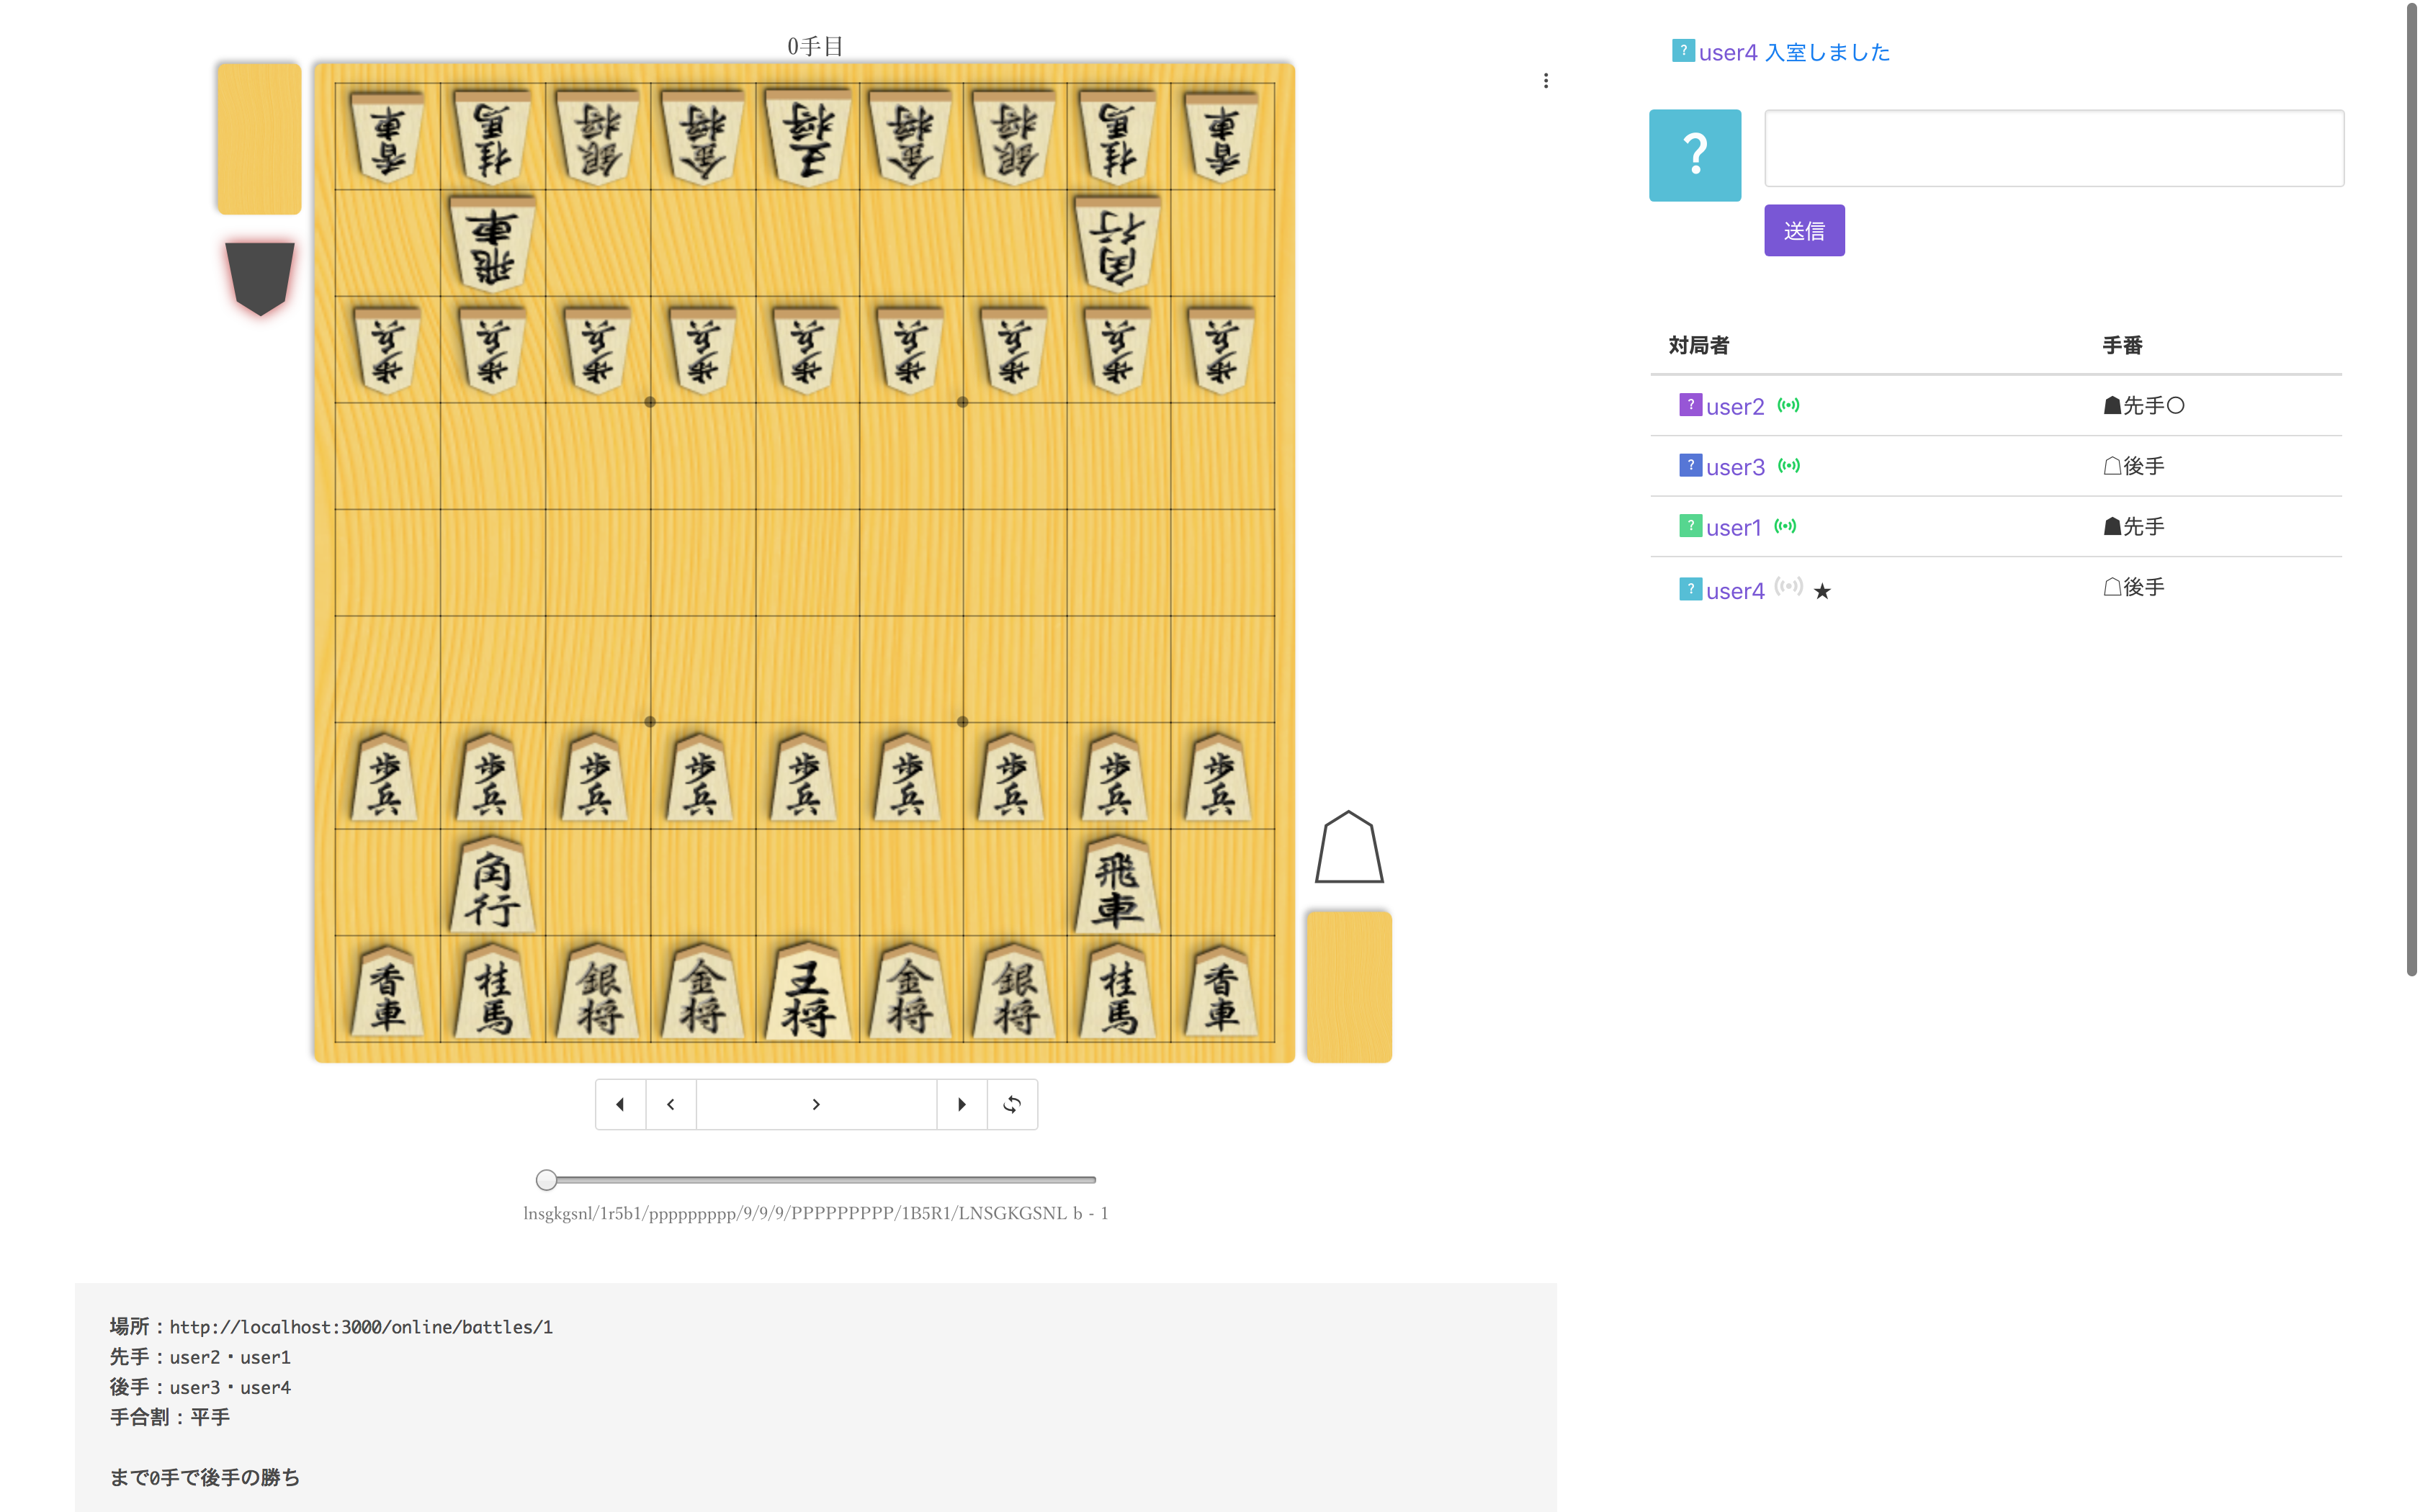 0手目
香車 桂馬 銀将 金将 王将 金将 銀将 桂馬 香車
飛車 角行
歩兵 歩兵 歩兵 歩兵 歩兵 歩兵 歩兵 歩兵 歩兵
歩兵 歩兵 歩兵 歩兵 歩兵 歩兵 歩兵 歩兵 歩兵
角行 飛車
香車 桂馬 銀将 金将 王将 金将 銀将 桂馬 香車
lnsgkgsnl/1r5b1/ppppppppp/9/9/9/PPPPPPPPP/1B5R1/LNSGKGSNL b - 1
場所：http://localhost:3000/online/battles/1
先手：user2・user1
後手：user3・user4
手合割：平手
まで0手で後手の勝ち
? user4 入室しました
?
送信
対局者 手番
? user2 ☗先手〇
? user3 ☖後手
? user1 ☗先手
? user4 ★ ☖後手